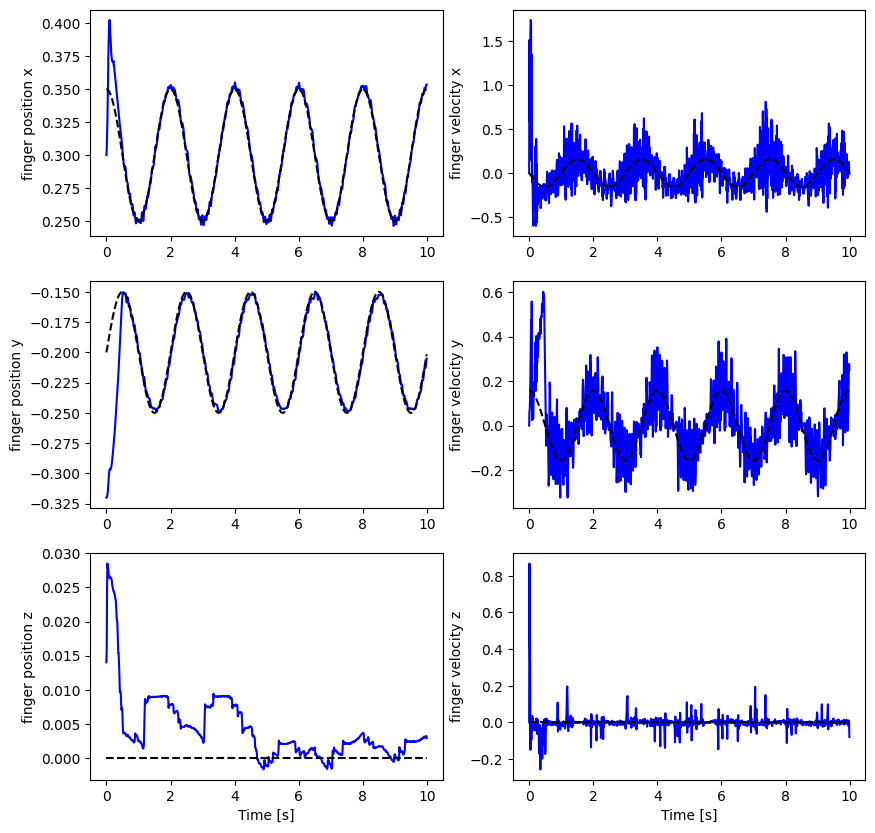 finger position x
0.400
0.375
0.350
0.325
0.300
0.275
0.250
0 2 4 6 8 10
finger velocity x
1.5
1.0
0.5
0.0
−0.5
0 2 4 6 8 10
finger position y
−0.150
−0.175
−0.200
−0.225
−0.250
−0.275
−0.300
−0.325
0 2 4 6 8 10
finger velocity y
0.6
0.4
0.2
0.0
−0.2
0 2 4 6 8 10
finger position z
0.030
0.025
0.020
0.015
0.010
0.005
0.000
0 2 4 6 8 10
Time [s]
finger velocity z
0.8
0.6
0.4
0.2
0.0
−0.2
0 2 4 6 8 10
Time [s]